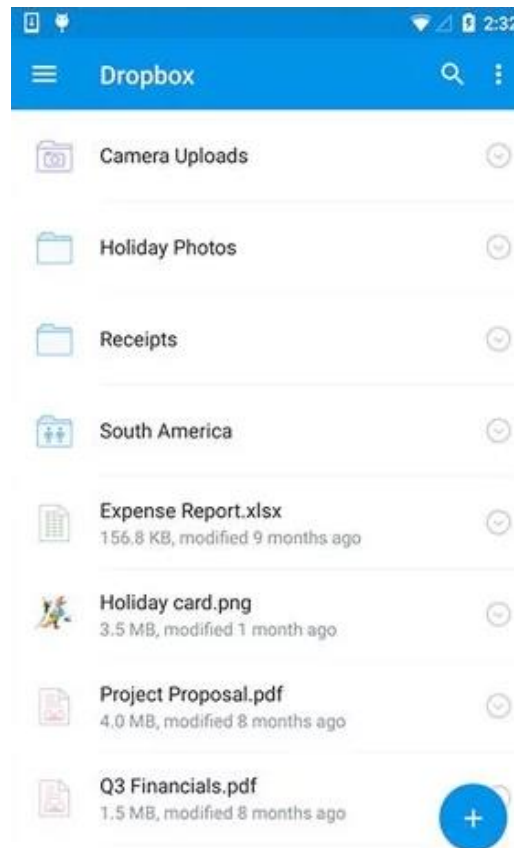 2:32
Dropbox
Camera Uploads
Holiday Photos
Receipts
South America
Expense Report.xlsx
156.8 KB, modified 9 months ago
Holiday card.png
3.5 MB, modified 1 month ago
Project Proposal.pdf
4.0 MB, modified 8 months ago
Q3 Financials.pdf
1.5 MB, modified 8 months ago